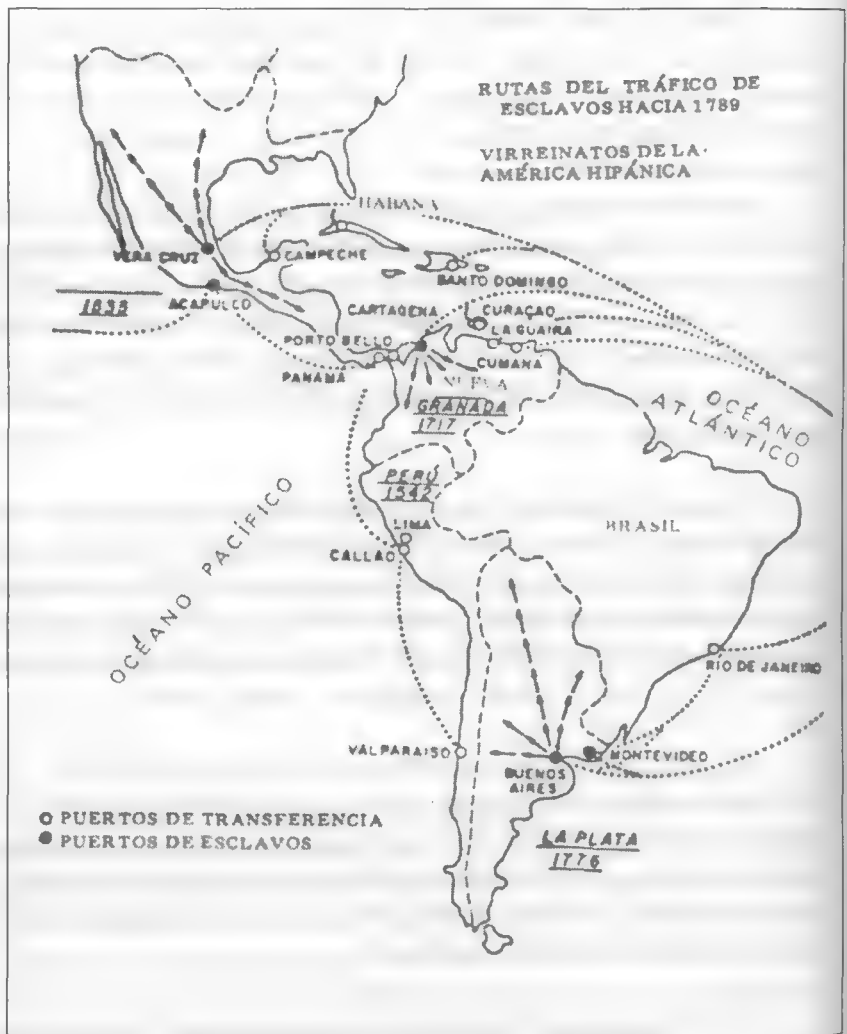 RUTAS DEL TRÁFICO DE
ESCLAVOS HACIA 1789
VIRREINATOS DE LA
AMÉRICA HIPÁNICA
HABANA
VERA CRUZ
CAMPECHE
SANTO DOMINGO
ACAPULCO
CARTAGENA
CURAÇAO
LA GUAIRA
PORTO BELLO
CUMANA
PANAMA
NUEVA
GRANADA
1717
OCÉANO
ATLÁNTICO
PERÚ
1542
LIMA
CALLAO
BRASIL
OCÉANO PACÍFICO
RIO DE JANEIRO
VALPARAISO
MONTEVIDEO
BUENOS
AIRES
PUERTOS DE TRANSFERENCIA
PUERTOS DE ESCLAVOS
LA PLATA
1776